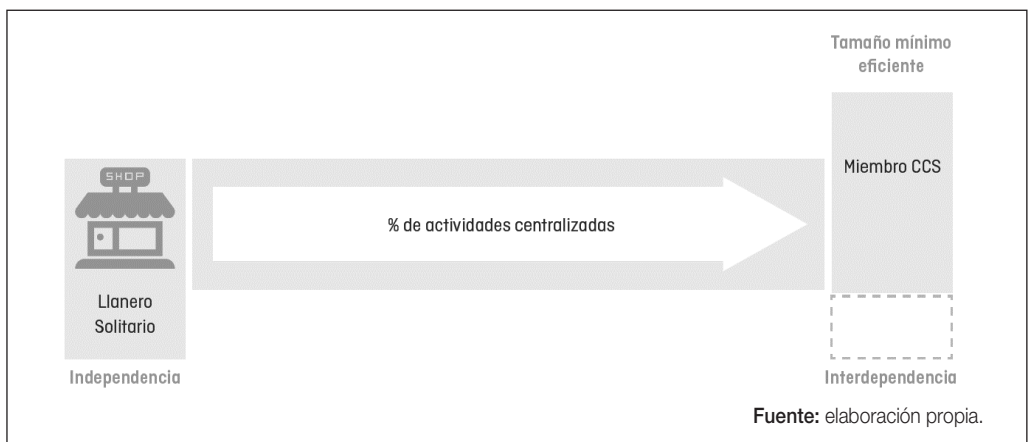 Tamaño mínimo
eficiente
SHOP
Miembro CCS
% de actividades centralizadas
Llanero
Solitario
Independencia
Interdependencia
Fuente: elaboración propia.